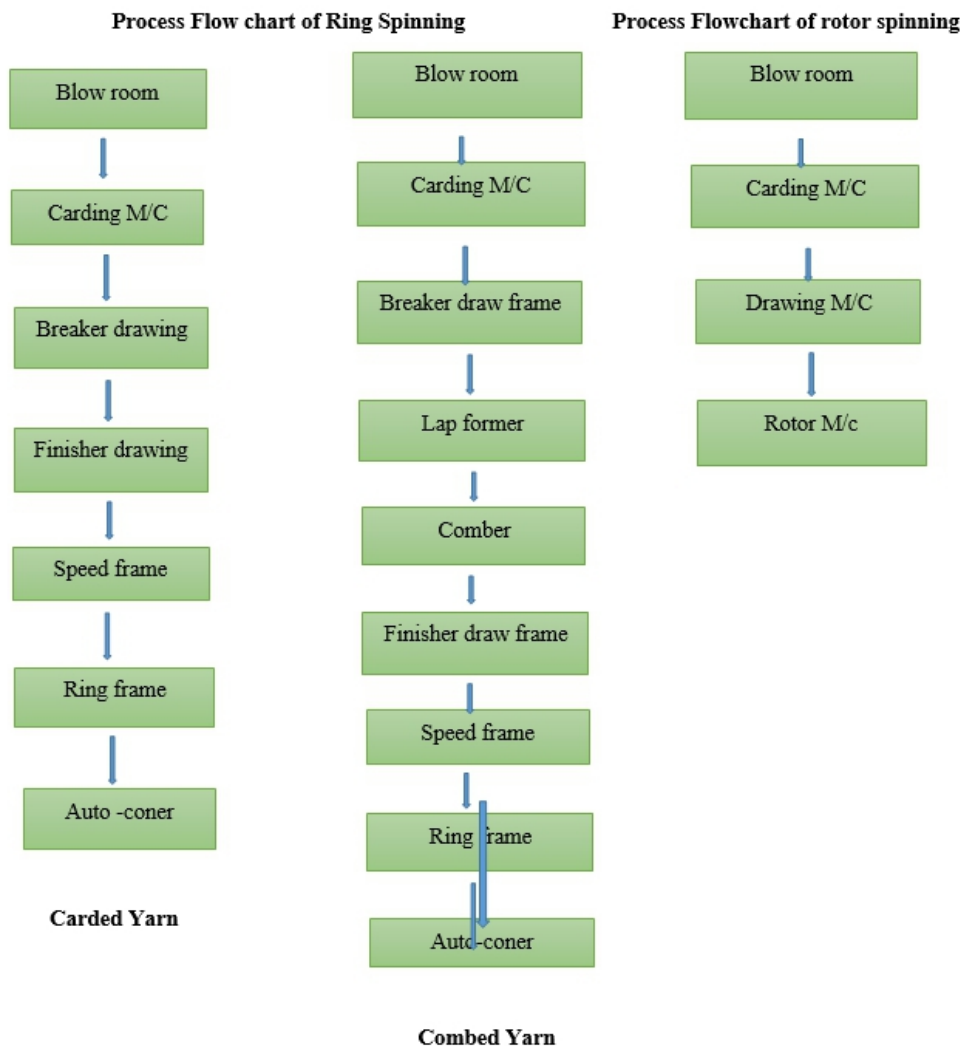 Process Flow chart of Ring Spinning
Blow room
Carding M/C
Breaker drawing
Finisher drawing
Speed frame
Ring frame
Auto -coner
Carded Yarn
Blow room
Carding M/C
Breaker draw frame
Lap former
Comber
Finisher draw frame
Speed frame
Ring frame
Auto-coner
Combed Yarn
Process Flowchart of rotor spinning
Blow room
Carding M/C
Drawing M/C
Rotor M/c